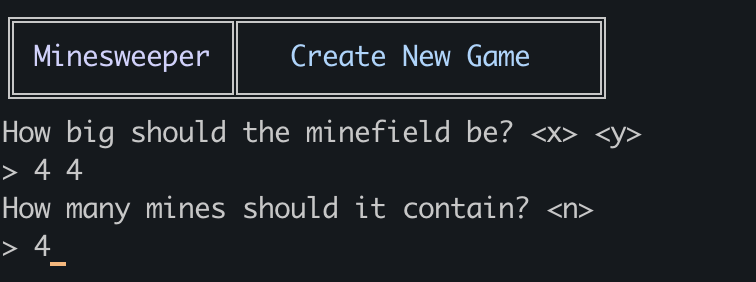 Minesweeper Create New Game
How big should the minefield be? <x> <y>
> 4 4
How many mines should it contain? <n>
> 4